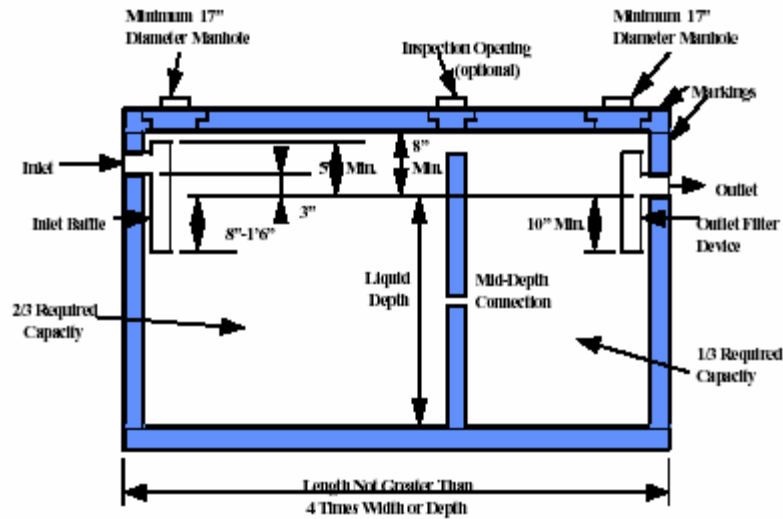 Minimum 17"
Diameter Manhole
Minimum 17"
Diameter Manhole
Inspection Opening
(optional)
Markings
8"
Min.
5"
Min.
Inlet
Outlet
3"
Inlet Baffle
8"-1'6"
10" Min.
Outlet Filter
Device
Liquid
Depth
Mid-Depth
Connection
2/3 Required
Capacity
1/3 Required
Capacity
Length Not Greater Than
4 Times Width or Depth